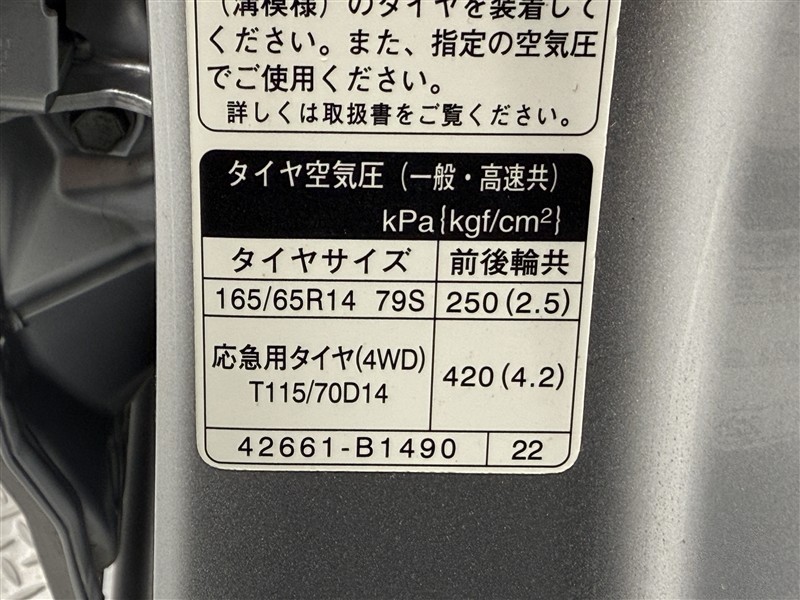 （溝模様）のタイヤを装着して
ください。また、指定の空気圧
でご使用ください。
詳しくは取扱書をご覧ください。
タイヤ空気圧（一般・高速共）
kPa{kgf/cm²}
タイヤサイズ 前後輪共
165/65R14 79S 250(2.5)
応急用タイヤ(4WD)
T115/70D14 420(4.2)
42661-B1490 22